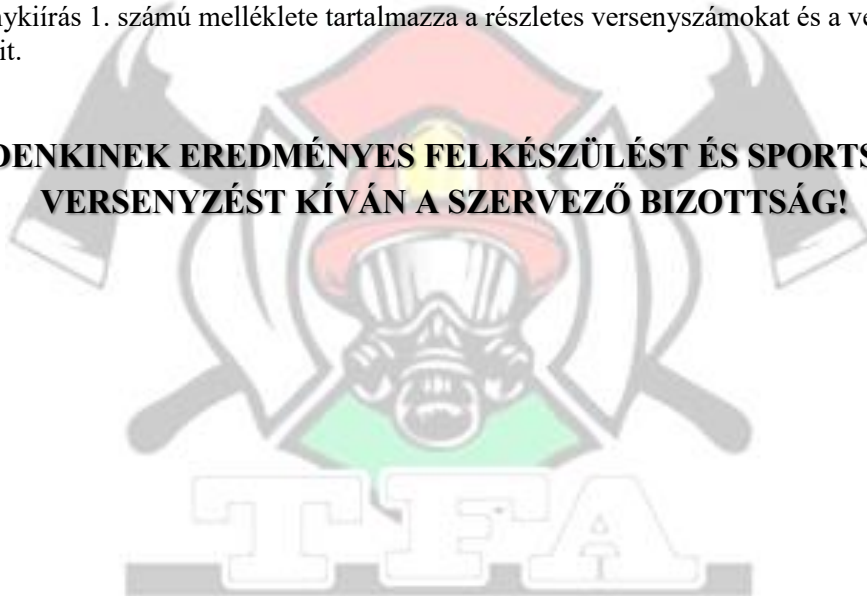 nykiírás 1. számú melléklete tartalmazza a részletes versenyszámokat és a ve
it.
DENKINEK EREDMÉNYES FELKÉSZÜLÉST ÉS SPORTS
VERSENYZÉST KÍVÁN A SZERVEZŐ BIZOTTSÁG!
TFA